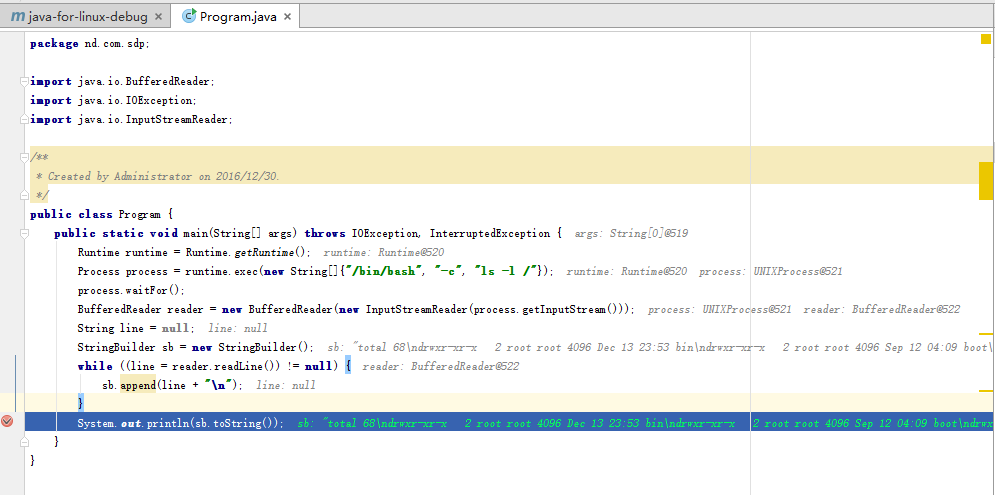 m java-for-linux-debug × Program.java ×
package nd.com.sdp;
import java.io.BufferedReader;
import java.io.IOException;
import java.io.InputStreamReader;
/**
* Created by Administrator on 2016/12/30.
*/
public class Program {
public static void main(String[] args) throws IOException, InterruptedException { args: String[0]@519
Runtime runtime = Runtime.getRuntime(); runtime: Runtime@520
Process process = runtime.exec(new String[]{"/bin/bash", "-c", "ls -l /"}); runtime: Runtime@520 process: UNIXProcess@521
process.waitFor();
BufferedReader reader = new BufferedReader(new InputStreamReader(process.getInputStream())); process: UNIXProcess@521 reader: BufferedReader@522
String line = null; line: null
StringBuilder sb = new StringBuilder(); sb: "total 68\ndrwxr-xr-x 2 root root 4096 Dec 13 23:53 bin\ndrwxr-xr-x 2 root root 4096 Sep 12 04:09 boot\
while ((line = reader.readLine()) != null) { reader: BufferedReader@522
sb.append(line + "\n"); line: null
}
System.out.println(sb.toString()); sb: "total 68\ndrwxr-xr-x 2 root root 4096 Dec 13 23:53 bin\ndrwxr-xr-x 2 root root 4096 Sep 12 04:09 boot\ndrwx
}
}